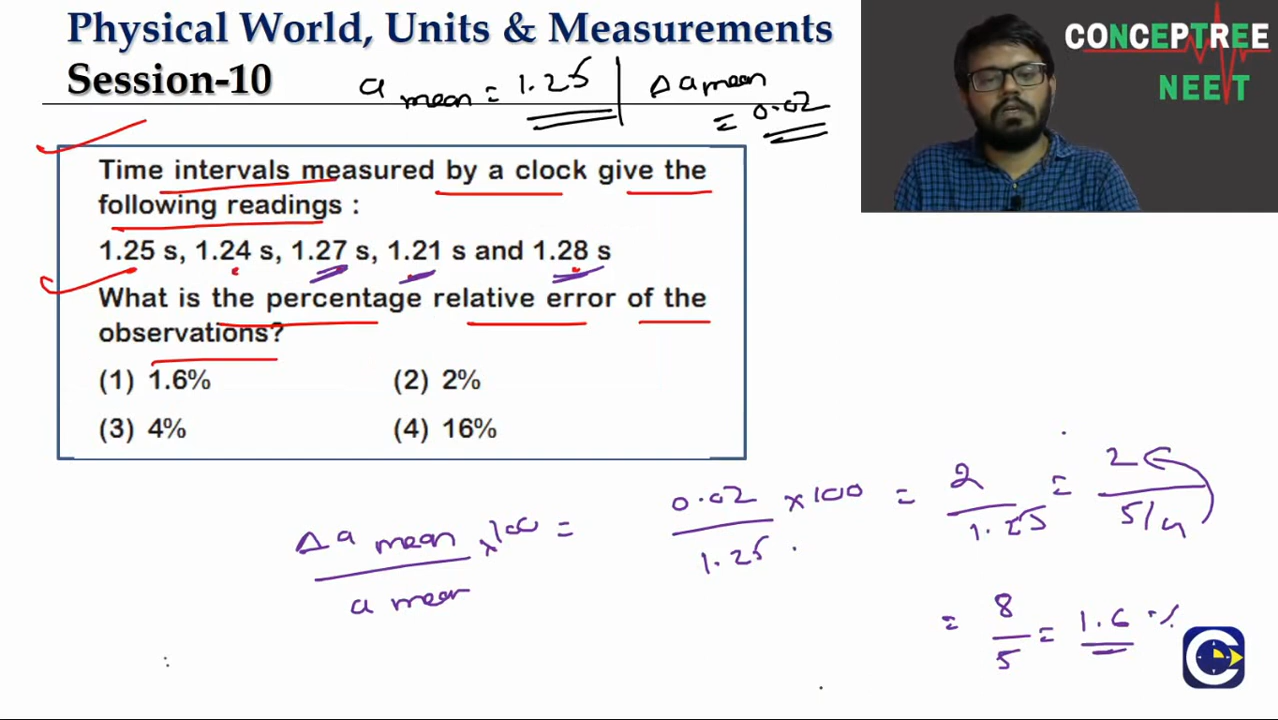 Physical World, Units & Measurements
Session-10
CONCEPTREE
NEET
a mean = 1.25 | Δa mean
= 0.02
Time intervals measured by a clock give the
following readings :
1.25 s, 1.24 s, 1.27 s, 1.21 s and 1.28 s
What is the percentage relative error of the
observations?
(1) 1.6% (2) 2%
(3) 4% (4) 16%
Δa mean / a mean × 100 = 0.02 / 1.25 × 100 = 2 / 1.25 = 2 / 5/4
= 8 / 5 = 1.6 %